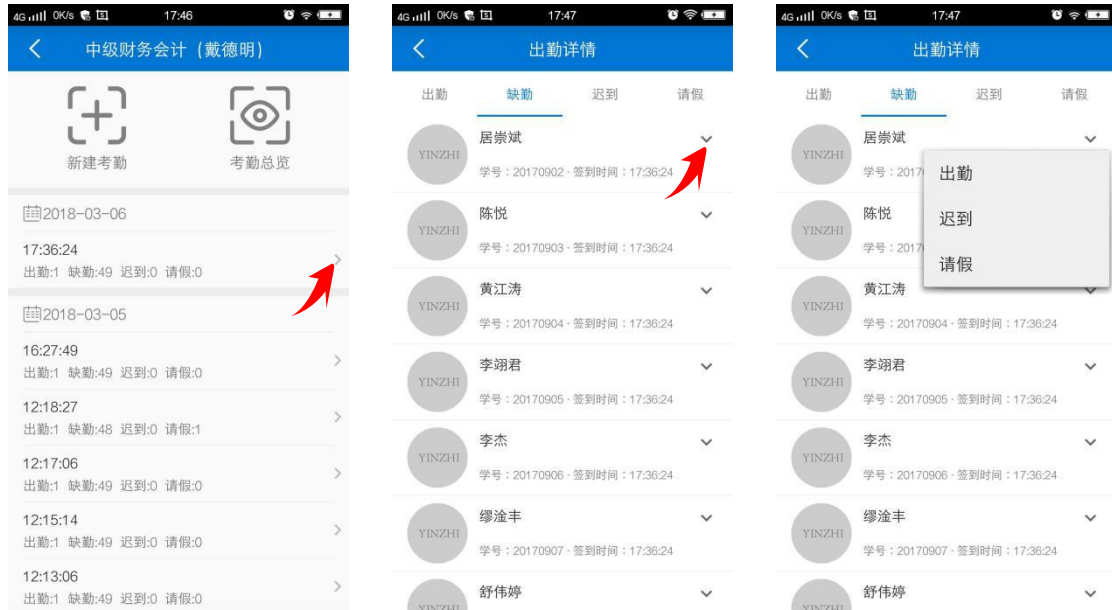 4G 0K/s 17:46
中级财务会计（戴德明）
新建考勤 考勤总览
2018-03-06
17:36:24
出勤:1 缺勤:49 迟到:0 请假:0
2018-03-05
16:27:49
出勤:1 缺勤:49 迟到:0 请假:0
12:18:27
出勤:1 缺勤:48 迟到:0 请假:1
12:17:06
出勤:1 缺勤:49 迟到:0 请假:0
12:15:14
出勤:1 缺勤:49 迟到:0 请假:0
12:13:06
出勤:1 缺勤:49 迟到:0 请假:0
4G 0K/s 17:47
出勤详情
出勤 缺勤 迟到 请假
YINZHI
居崇斌
学号：20170902 · 签到时间：17:36:24
YINZHI
陈悦
学号：20170903 · 签到时间：17:36:24
YINZHI
黄江涛
学号：20170904 · 签到时间：17:36:24
YINZHI
李翊君
学号：20170905 · 签到时间：17:36:24
YINZHI
李杰
学号：20170906 · 签到时间：17:36:24
YINZHI
缪淦丰
学号：20170907 · 签到时间：17:36:24
YINZHI
舒伟婷
4G 0K/s 17:47
出勤详情
出勤 缺勤 迟到 请假
YINZHI
居崇斌
学号：2017
出勤
迟到
请假
YINZHI
陈悦
学号：2017
YINZHI
黄江涛
学号：20170904 · 签到时间：17:36:24
YINZHI
李翊君
学号：20170905 · 签到时间：17:36:24
YINZHI
李杰
学号：20170906 · 签到时间：17:36:24
YINZHI
缪淦丰
学号：20170907 · 签到时间：17:36:24
YINZHI
舒伟婷